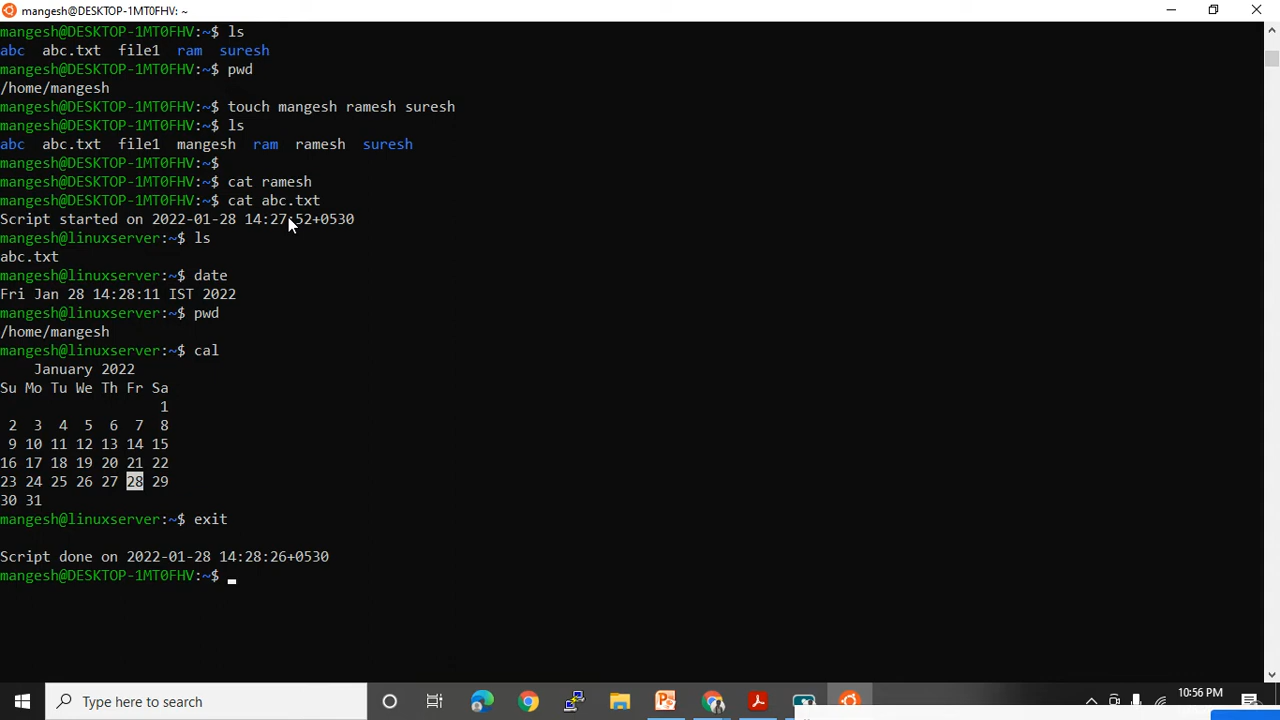 mangesh@DESKTOP-1MT0FHV: ~
mangesh@DESKTOP-1MT0FHV:~$ ls
abc abc.txt file1 ram suresh
mangesh@DESKTOP-1MT0FHV:~$ pwd
/home/mangesh
mangesh@DESKTOP-1MT0FHV:~$ touch mangesh ramesh suresh
mangesh@DESKTOP-1MT0FHV:~$ ls
abc abc.txt file1 mangesh ram ramesh suresh
mangesh@DESKTOP-1MT0FHV:~$
mangesh@DESKTOP-1MT0FHV:~$ cat ramesh
mangesh@DESKTOP-1MT0FHV:~$ cat abc.txt
Script started on 2022-01-28 14:27:52+0530
mangesh@linuxserver:~$ ls
abc.txt
mangesh@linuxserver:~$ date
Fri Jan 28 14:28:11 IST 2022
mangesh@linuxserver:~$ pwd
/home/mangesh
mangesh@linuxserver:~$ cal
January 2022
Su Mo Tu We Th Fr Sa
1
2 3 4 5 6 7 8
9 10 11 12 13 14 15
16 17 18 19 20 21 22
23 24 25 26 27 28 29
30 31
mangesh@linuxserver:~$ exit
Script done on 2022-01-28 14:28:26+0530
mangesh@DESKTOP-1MT0FHV:~$
Type here to search
10:56 PM